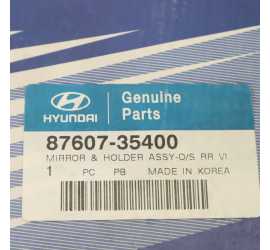 HYUNDAI
Genuine
Parts
87607-35400
MIRROR & HOLDER ASSY-O/S RR VI
1 PC PB MADE IN KOREA